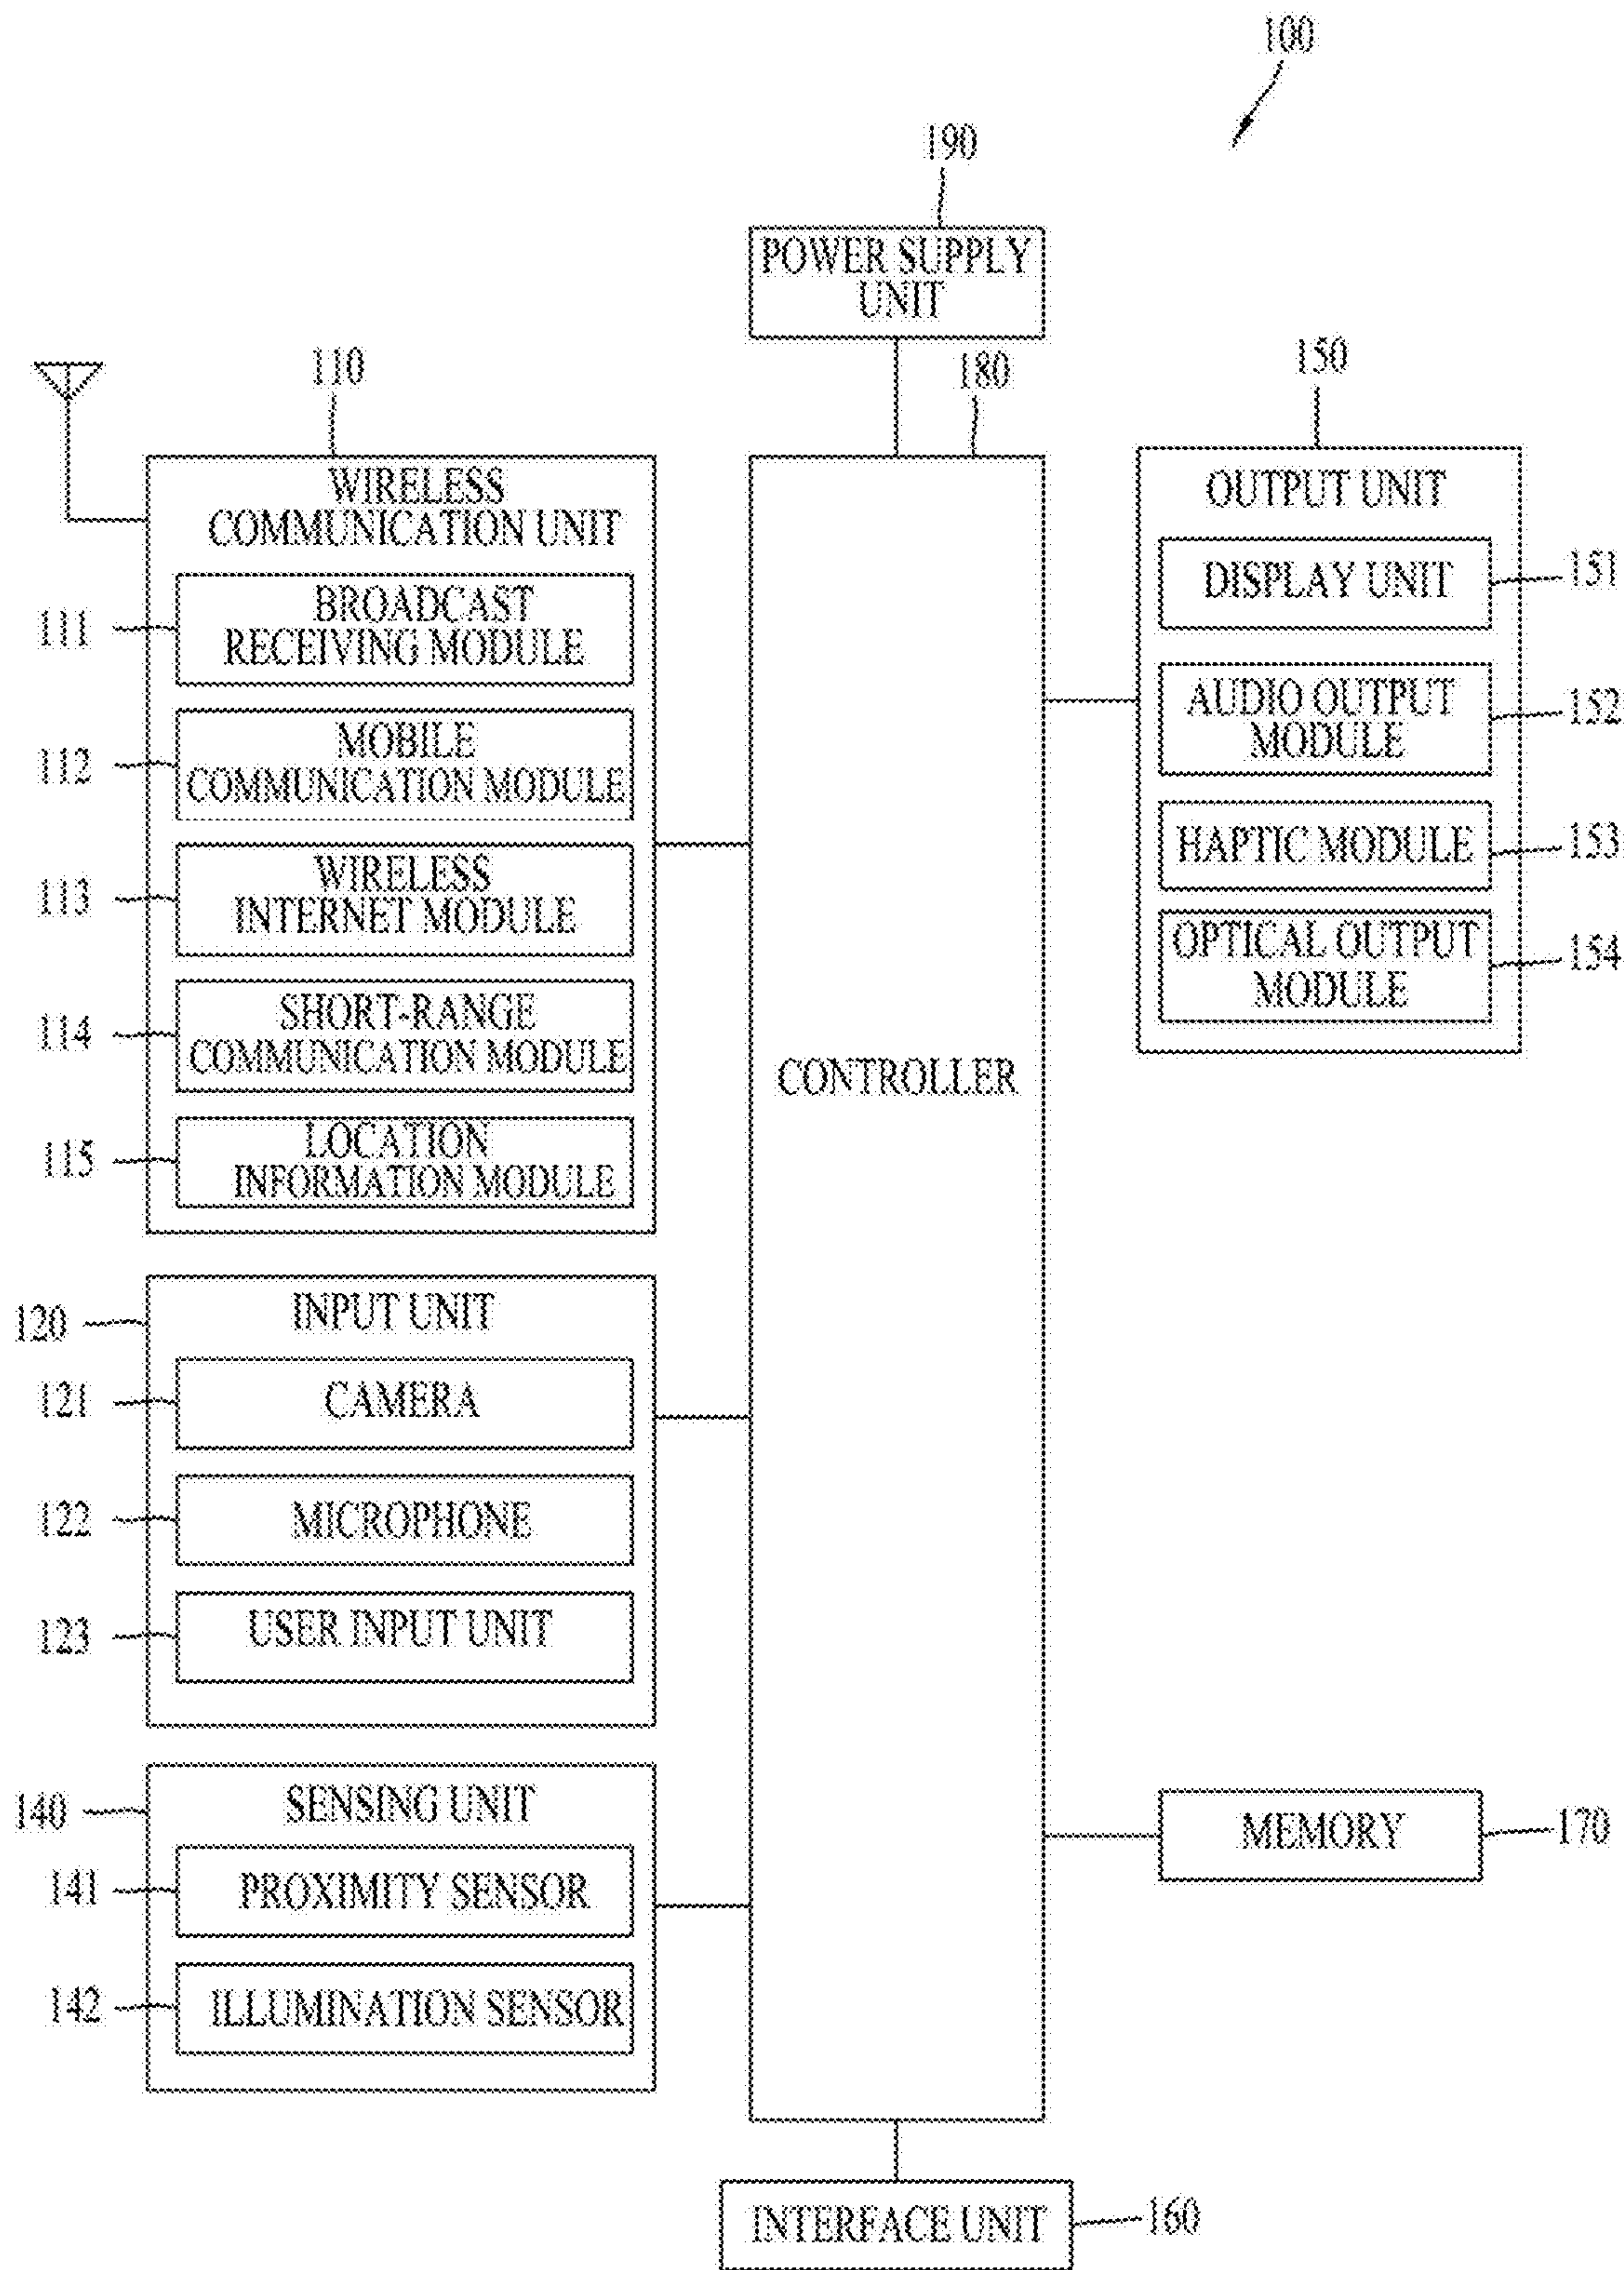 100
190
POWER SUPPLY
UNIT
110
180
150
WIRELESS
COMMUNICATION UNIT
111
BROADCAST
RECEIVING MODULE
112
MOBILE
COMMUNICATION MODULE
113
WIRELESS
INTERNET MODULE
114
SHORT-RANGE
COMMUNICATION MODULE
115
LOCATION
INFORMATION MODULE
120
INPUT UNIT
121
CAMERA
122
MICROPHONE
123
USER INPUT UNIT
140
SENSING UNIT
141
PROXIMITY SENSOR
142
ILLUMINATION SENSOR
CONTROLLER
OUTPUT UNIT
DISPLAY UNIT
151
AUDIO OUTPUT
MODULE
152
HAPTIC MODULE
153
OPTICAL OUTPUT
MODULE
154
MEMORY
170
INTERFACE UNIT
160